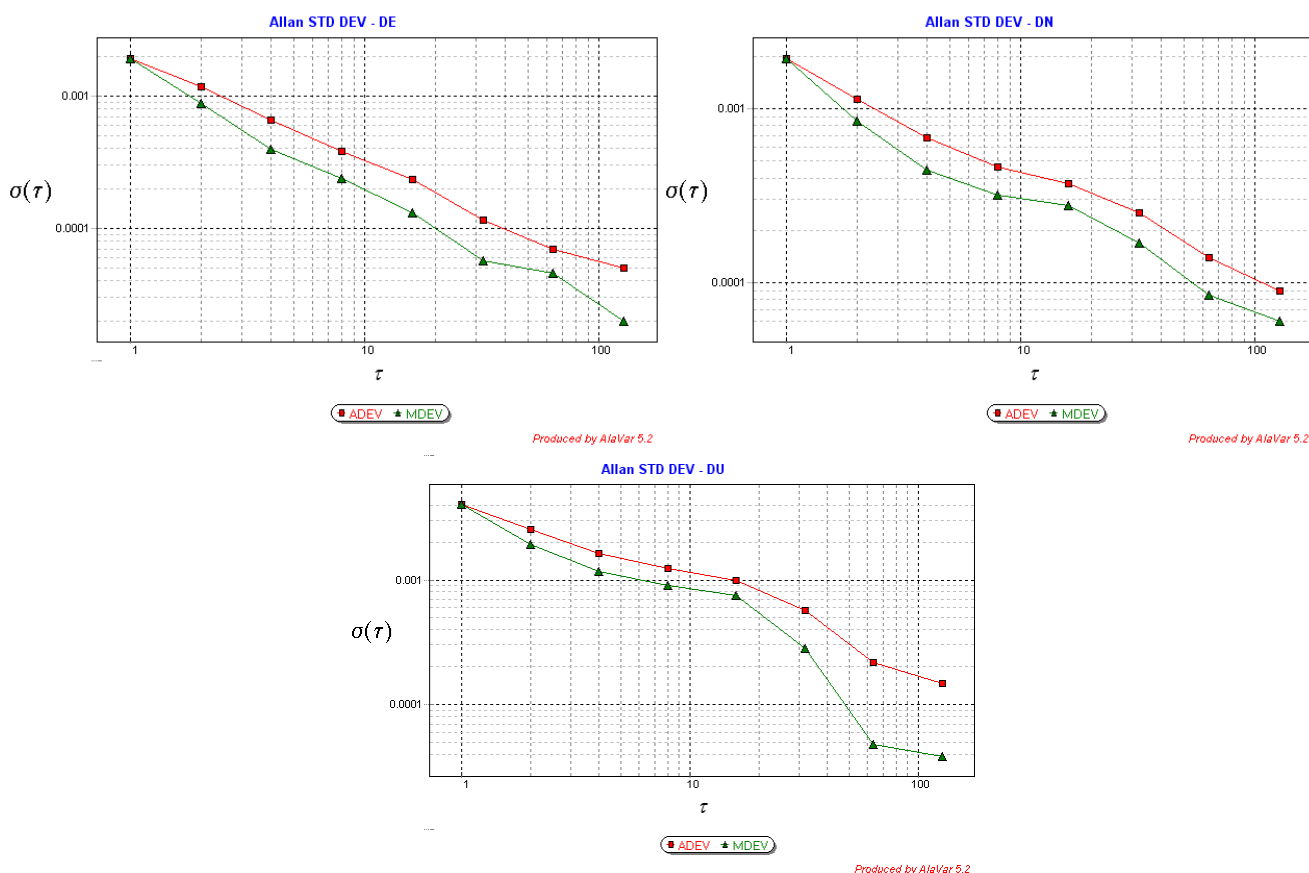 Allan STD DEV - DE
0.001
σ(τ)
0.0001
1 10 100
τ
ADEV MDEV
Produced by AlaVar 5.2
Allan STD DEV - DN
0.001
σ(τ)
0.0001
1 10 100
τ
ADEV MDEV
Produced by AlaVar 5.2
Allan STD DEV - DU
0.001
σ(τ)
0.0001
1 10 100
τ
ADEV MDEV
Produced by AlaVar 5.2